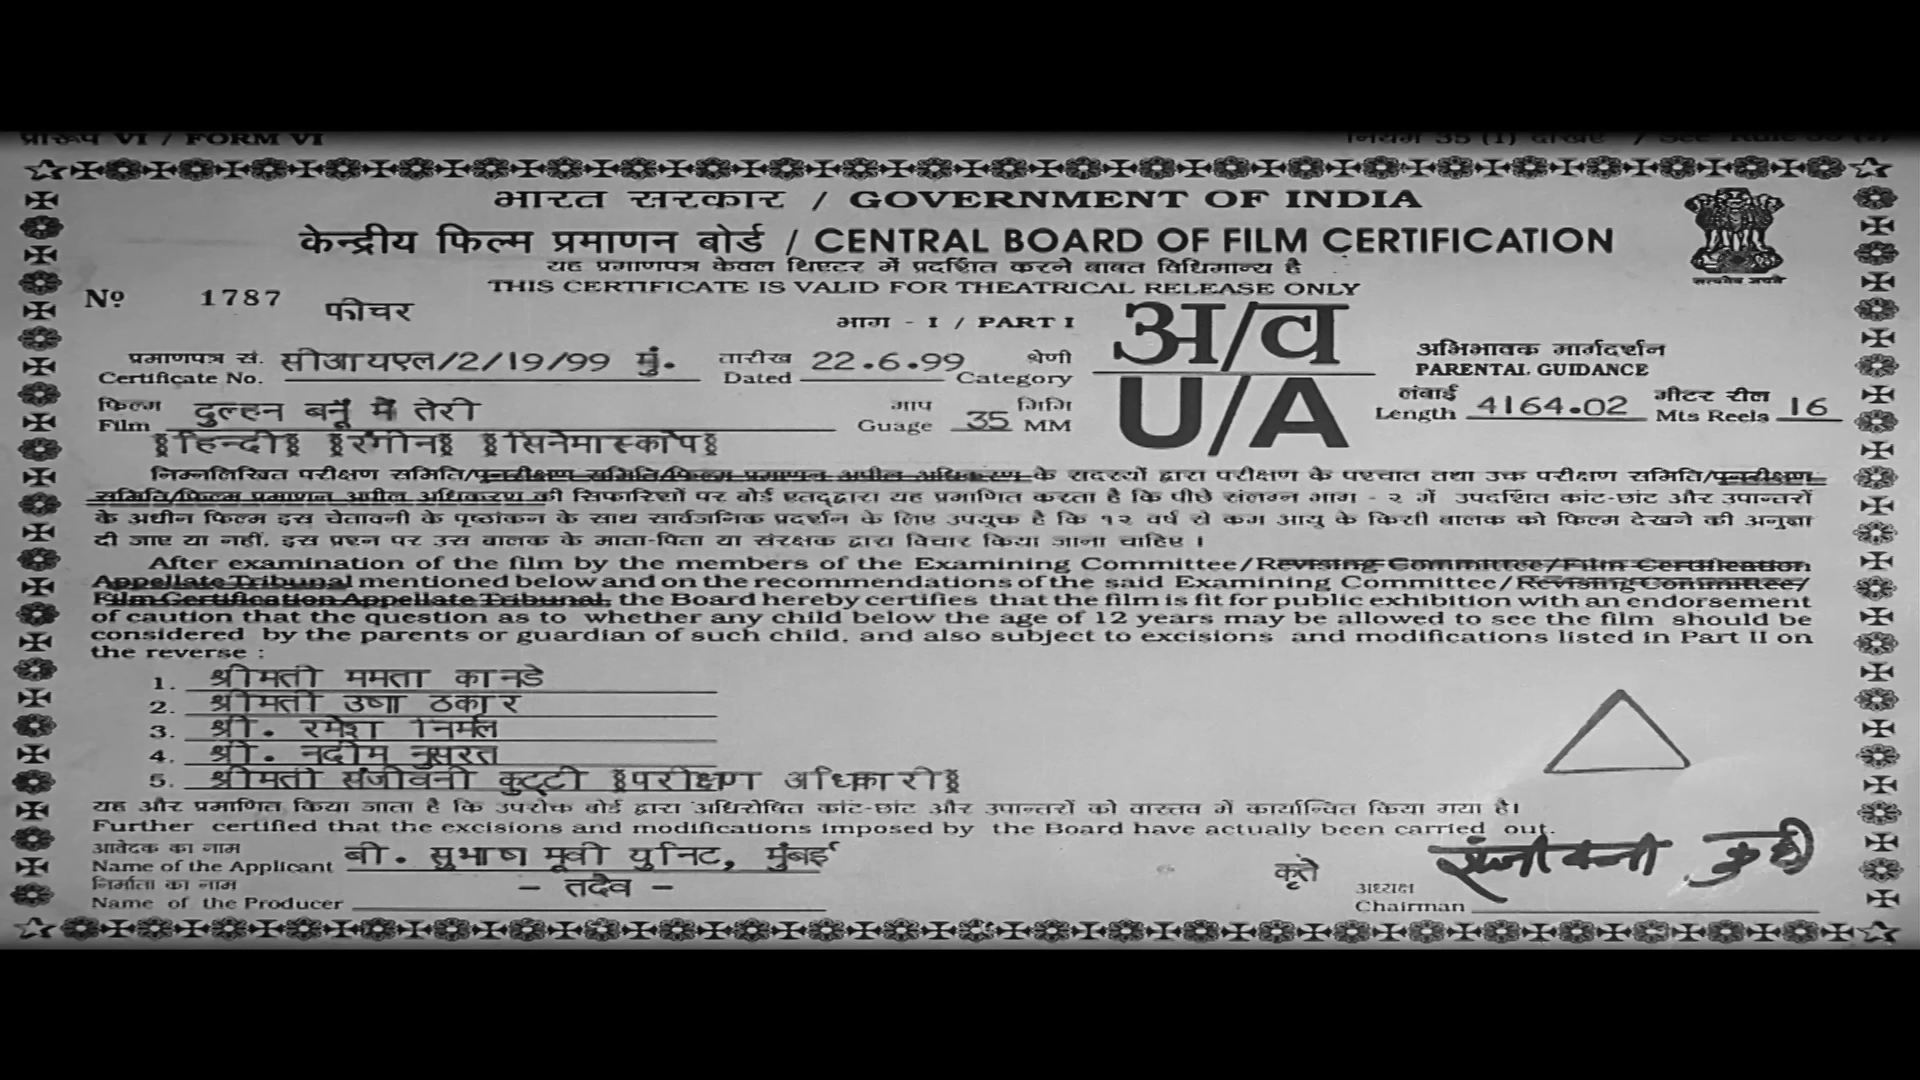 प्रारूप VI / FORM VI नियम 35 (1) देखिए / See Rule 35 (1)
भारत सरकार / GOVERNMENT OF INDIA
केन्द्रीय फिल्म प्रमाणन बोर्ड / CENTRAL BOARD OF FILM CERTIFICATION
यह प्रमाणपत्र केवल थिएटर में प्रदर्शित करने बाबत विधिमान्य है
THIS CERTIFICATE IS VALID FOR THEATRICAL RELEASE ONLY
सत्यमेव जयते
Nº 1787 फीचर
भाग - I / PART I
अ/व
U/A
अभिभावक मार्गदर्शन
PARENTAL GUIDANCE
प्रमाणपत्र सं. सीआयएल/2/19/99 मुं. तारीख 22.6.99 श्रेणी
Certificate No. Dated Category
लंबाई 4164.02 मीटर रील 16
Length Mts Reels
फिल्म दुल्हन बनूँ मैं तेरी गाप 35 मिमि
Film Guage MM
हिन्दी रंगीन सिनेमास्कोप
निम्नलिखित परीक्षण समिति/पुनरीक्षण समिति/फिल्म प्रमाणन अपील अधिकरण के सदस्यों द्वारा परीक्षण के पश्चात तथा उक्त परीक्षण समिति/पुनरीक्षण
समिति/फिल्म प्रमाणन अपील अधिकरण की सिफारिशों पर बोर्ड एतद्द्वारा यह प्रमाणित करता है कि पीछे संलग्न भाग - २ में उपदर्शित कांट-छांट और उपान्तरों
के अधीन फिल्म इस चेतावनी के पृष्ठांकन के साथ सार्वजनिक प्रदर्शन के लिए उपयुक्त है कि १२ वर्ष से कम आयु के किसी बालक को फिल्म देखने की अनुज्ञा
दी जाए या नहीं, इस प्रश्न पर उस बालक के माता-पिता या संरक्षक द्वारा विचार किया जाना चाहिए ।
After examination of the film by the members of the Examining Committee/Revising Committee/Film Certification
Appellate Tribunal mentioned below and on the recommendations of the said Examining Committee/Revising Committee/
Film Certification Appellate Tribunal, the Board hereby certifies that the film is fit for public exhibition with an endorsement
of caution that the question as to whether any child below the age of 12 years may be allowed to see the film should be
considered by the parents or guardian of such child, and also subject to excisions and modifications listed in Part II on
the reverse :
1. श्रीमती ममता कानडे
2. श्रीमती उषा ठकार
3. श्री. रमेश निर्मल
4. श्री. नदीम नुसरत
5. श्रीमती संजीवनी कुट्टी परीक्षण अधिकारी
यह और प्रमाणित किया जाता है कि उपरोक्त बोर्ड द्वारा अधिरोपित कांट-छांट और उपान्तरों को वास्तव में कार्यान्वित किया गया है।
Further certified that the excisions and modifications imposed by the Board have actually been carried out.
आवेदक का नाम
Name of the Applicant बी. सुभाष मूवी युनिट, मुंबई
निर्माता का नाम
Name of the Producer - तदैव -
कृते संजीवनी कुट्टी
अध्यक्ष
Chairman